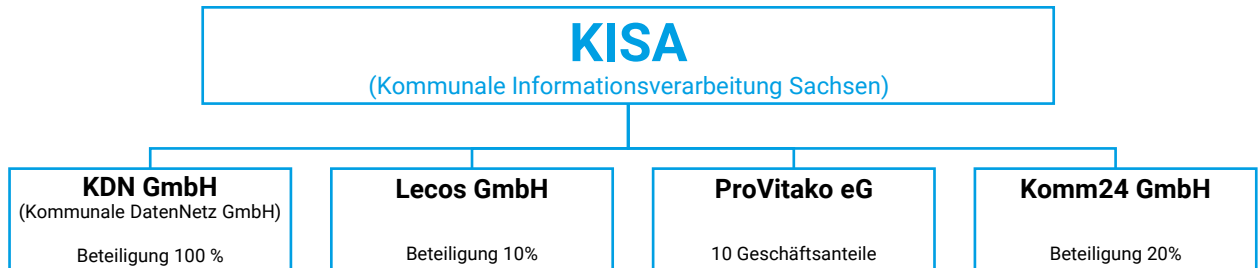 KISA
(Kommunale Informationsverarbeitung Sachsen)
KDN GmbH
(Kommunale DatenNetz GmbH)
Beteiligung 100 %
Lecos GmbH
Beteiligung 10%
ProVitako eG
10 Geschäftsanteile
Komm24 GmbH
Beteiligung 20%